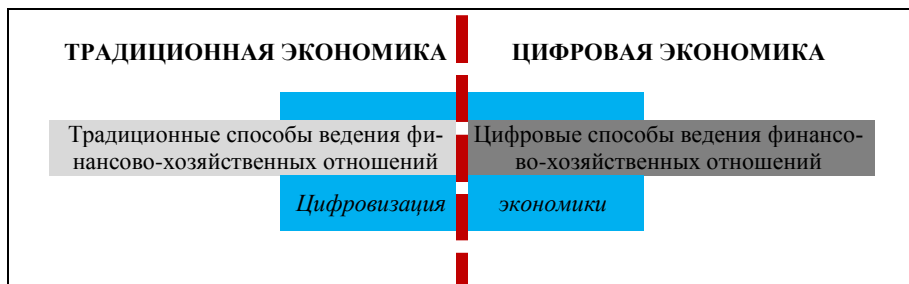 ТРАДИЦИОННАЯ ЭКОНОМИКА
ЦИФРОВАЯ ЭКОНОМИКА
Традиционные способы ведения фи-
нансово-хозяйственных отношений
Цифровые способы ведения финансо-
во-хозяйственных отношений
Цифровизация экономики